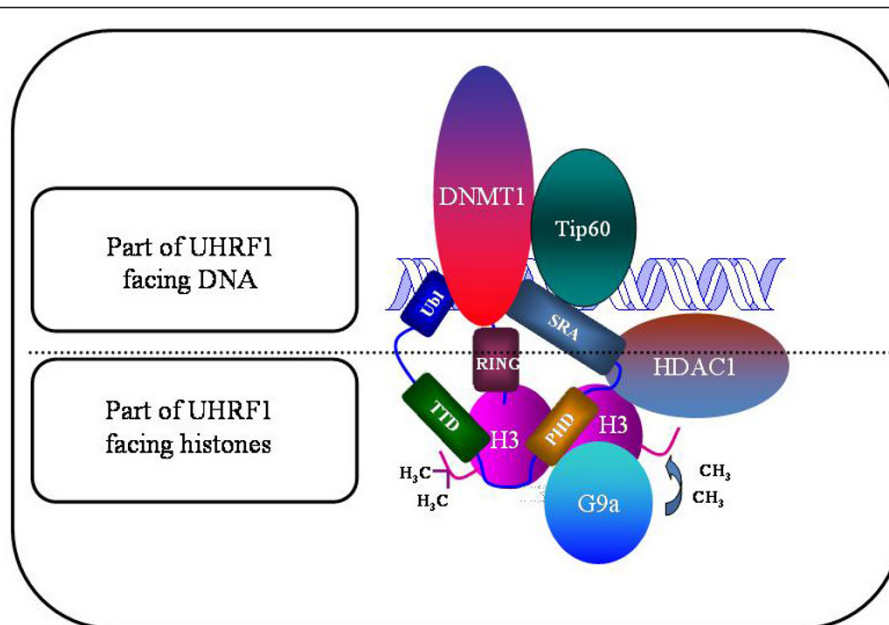 Part of UHRF1
facing DNA
Part of UHRF1
facing histones
DNMT1
Tip60
Ubl
SRA
RING
HDAC1
TTD
H3
PHD
H3
H₃C
H₃C
G9a
CH₃
CH₃